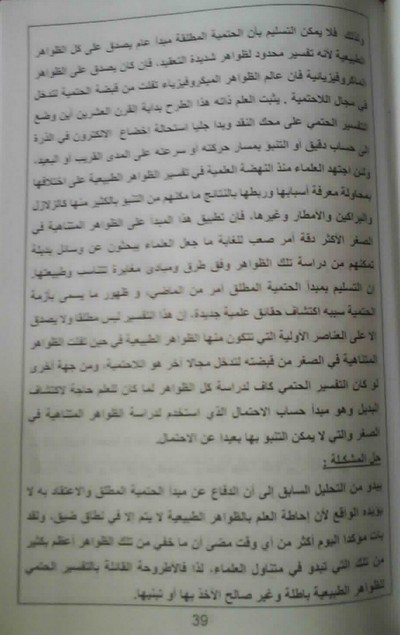 وذلك فلا يمكن التسليم بأن الحتمية المطلقة مبدأ عام يصدق على كل الظواهر
الطبيعية لأنه تفسير محدود لظواهر شديدة التعقيد، فإن كان يصدق على الظواهر
الماكروفيزيائية فان عالم الظواهر الميكروفيزياء تفلت من قبضة الحتمية لتدخل
في مجال اللاحتمية . يثبت العلم ذاته هذا الطرح بداية القرن العشرين أين وضع
التفسير الحتمي على محك النقد وبدا جليا استحالة إخضاع الالكترون في الذرة
إلى حساب دقيق أو التنبؤ بمسار حركته أو سرعته على المدى القريب أو البعيد،
ولئن اجتهد العلماء منذ النهضة العلمية في تفسير الظواهر الطبيعية على اختلافها
بمحاولة معرفة أسبابها وربطها بالنتائج ما مكنهم من التنبؤ بالكثير منها كالزلازل
والبراكين والأمطار وغيرها، فإن تطبيق هذا المبدا على الظواهر المتناهية في
الصغر الأكثر دقة أمر صعب للغاية ما جعل العلماء يبحثون عن وسائل بديلة
تمكنهم من دراسة تلك الظواهر وفق طرق ومبادئ مغايرة تتناسب وطبيعتها.
إن التسليم بمبدأ الحتمية المطلق امر من الماضي، و ظهور ما يسمى بأزمة
الحتمية سببه اكتشاف حقائق علمية جديدة، ان هذا التفسير ليس مطلقا ولا يصدق
إلا على العناصر الأولية التي تتكون منها الظواهر الطبيعية في حين تفلت الظواهر
المتناهية في الصغر من قبضته لتدخل مجالا آخر هو اللاحتمية، ومن جهة أخرى
لو كان التفسير الحتمي كاف لدراسة كل الظواهر لما كان للعلم حاجة لاكتشاف
البديل وهو مبدأ حساب الاحتمال الذي استخدم لدراسة الظواهر المتناهية في
الصغر والتي لا يمكن التنبؤ بها بعيدا عن الاحتمال.
حل المشكلة :
يبدو من التحليل السابق إلى أن الدفاع عن مبدأ الحتمية المطلق والاعتقاد به لا
يؤيده الواقع لأن إحاطة العلم بالظواهر الطبيعية لا يتم إلا في نطاق ضيق، ولقد
بات مؤكدا اليوم أكثر من أي وقت مضى أن ما خفي من تلك الظواهر أعظم بكثير
من تلك التي تبدو في متناول العلماء، لذا فالأطروحة القائلة بالتفسير الحتمي
للظواهر الطبيعية باطلة وغير صالح الأخذ بها أو تبنيها.
39